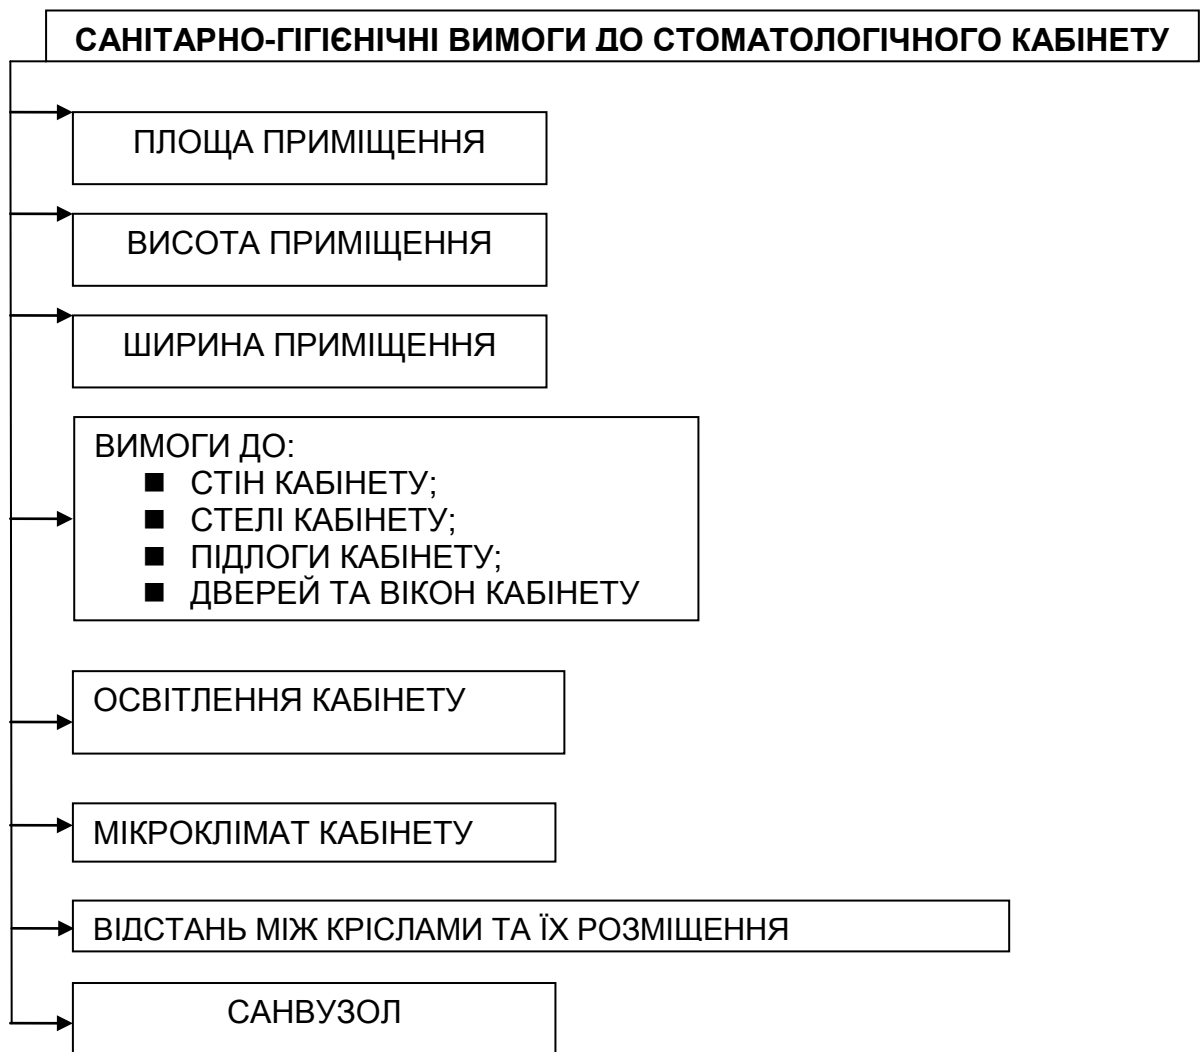 САНІТАРНО-ГІГІЄНІЧНІ ВИМОГИ ДО СТОМАТОЛОГІЧНОГО КАБІНЕТУ
ПЛОЩА ПРИМІЩЕННЯ
ВИСОТА ПРИМІЩЕННЯ
ШИРИНА ПРИМІЩЕННЯ
ВИМОГИ ДО:
■ СТІН КАБІНЕТУ;
■ СТЕЛІ КАБІНЕТУ;
■ ПІДЛОГИ КАБІНЕТУ;
■ ДВЕРЕЙ ТА ВІКОН КАБІНЕТУ
ОСВІТЛЕННЯ КАБІНЕТУ
МІКРОКЛІМАТ КАБІНЕТУ
ВІДСТАНЬ МІЖ КРІСЛАМИ ТА ЇХ РОЗМІЩЕННЯ
САНВУЗОЛ